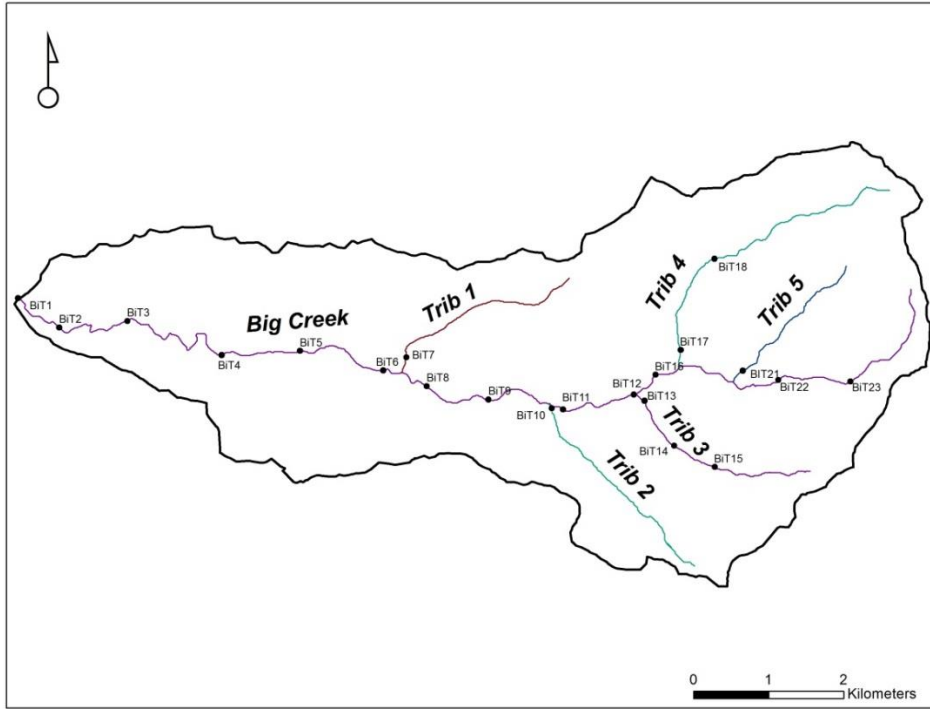 Trib 4
BiT18
Trib 5
Trib 1
BiT1
BiT2
BiT3
Big Creek
BiT4
BiT5
BiT6
BiT7
BiT8
BiT9
BiT10
BiT11
BiT12
BiT13
BiT16
BiT17
BIT21
BiT22
BiT23
Trib 3
BiT14
BiT15
Trib 2
0 1 2
Kilometers